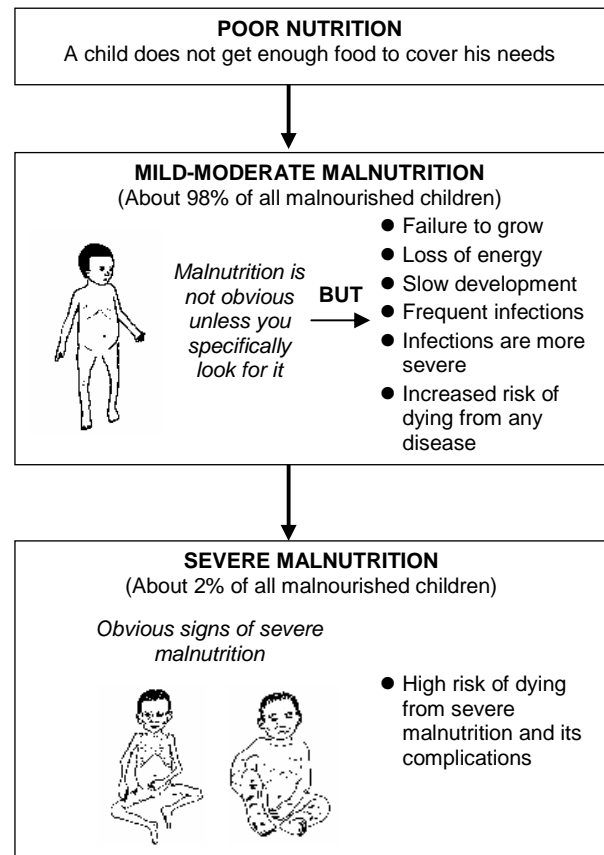 POOR NUTRITION
A child does not get enough food to cover his needs
MILD-MODERATE MALNUTRITION
(About 98% of all malnourished children)
Malnutrition is
not obvious
unless you
specifically
look for it
BUT
● Failure to grow
● Loss of energy
● Slow development
● Frequent infections
● Infections are more
severe
● Increased risk of
dying from any
disease
SEVERE MALNUTRITION
(About 2% of all malnourished children)
Obvious signs of severe
malnutrition
● High risk of dying
from severe
malnutrition and its
complications